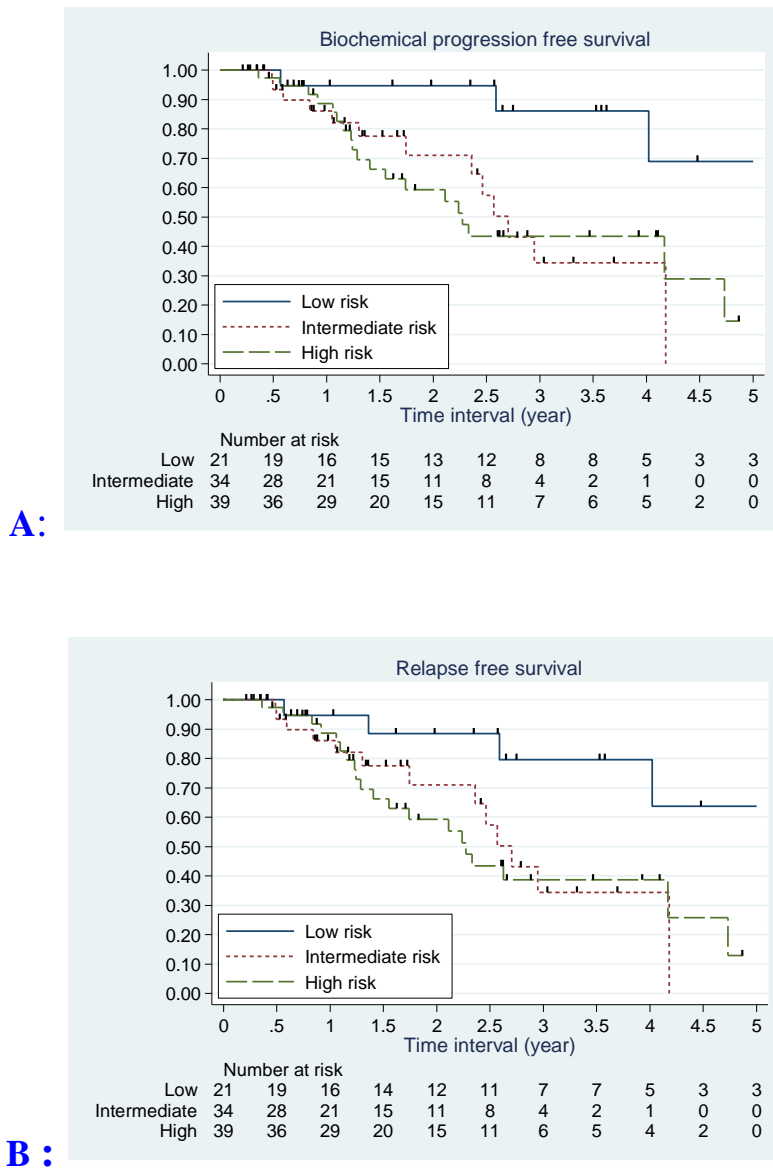 Biochemical progression free survival
1.00
0.90
0.80
0.70
0.60
0.50
0.40
0.30
0.20
0.10
0.00
Low risk
Intermediate risk
High risk
0 .5 1 1.5 2 2.5 3 3.5 4 4.5 5
Time interval (year)
Number at risk
Low 21 19 16 15 13 12 8 8 5 3 3
Intermediate 34 28 21 15 11 8 4 2 1 0 0
High 39 36 29 20 15 11 7 6 5 2 0
A:
Relapse free survival
1.00
0.90
0.80
0.70
0.60
0.50
0.40
0.30
0.20
0.10
0.00
Low risk
Intermediate risk
High risk
0 .5 1 1.5 2 2.5 3 3.5 4 4.5 5
Time interval (year)
Number at risk
Low 21 19 16 14 12 11 7 7 5 3 3
Intermediate 34 28 21 15 11 8 4 2 1 0 0
High 39 36 29 20 15 11 6 5 4 2 0
B :